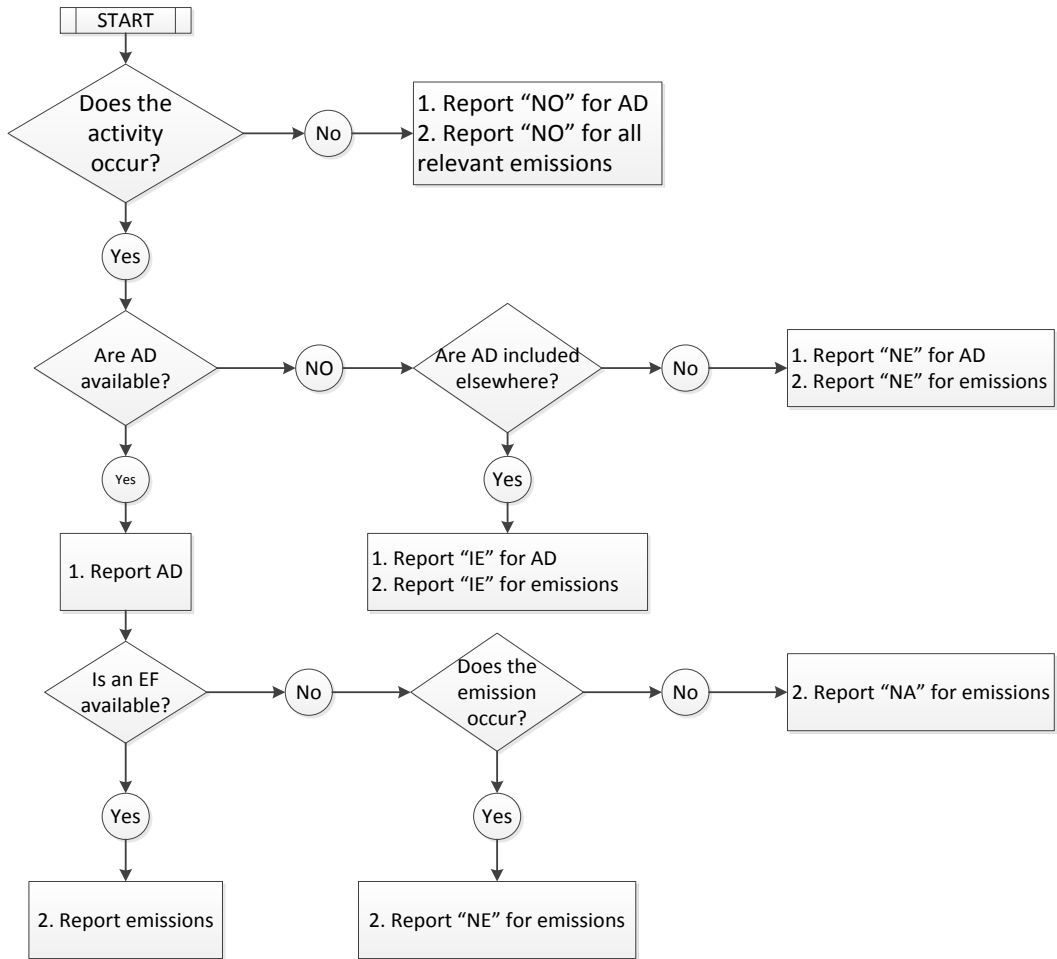 START
Does the
activity
occur?
No
1. Report “NO” for AD
2. Report “NO” for all
relevant emissions
Yes
Are AD
available?
NO
Are AD included
elsewhere?
No
1. Report “NE” for AD
2. Report “NE” for emissions
Yes
Yes
1. Report AD
1. Report “IE” for AD
2. Report “IE” for emissions
Is an EF
available?
No
Does the
emission
occur?
No
2. Report “NA” for emissions
Yes
Yes
2. Report emissions
2. Report “NE” for emissions